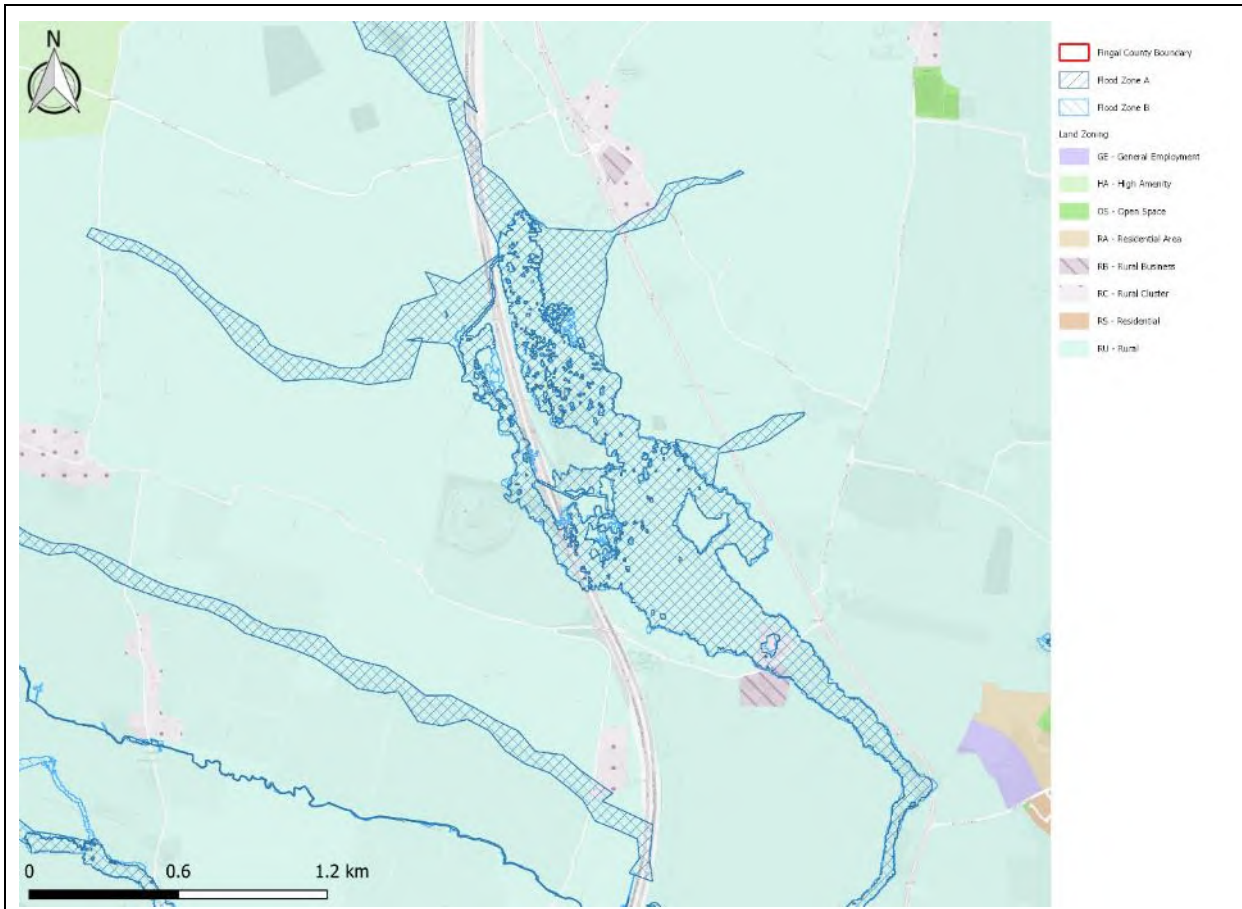 N
Fingal County Boundary
Flood Zone A
Flood Zone B
Land Zoning
GE - General Employment
HA - High Amenity
OS - Open Space
RA - Residential Area
RB - Rural Business
RC - Rural Cluster
RS - Residential
RU - Rural
0 0.6 1.2 km